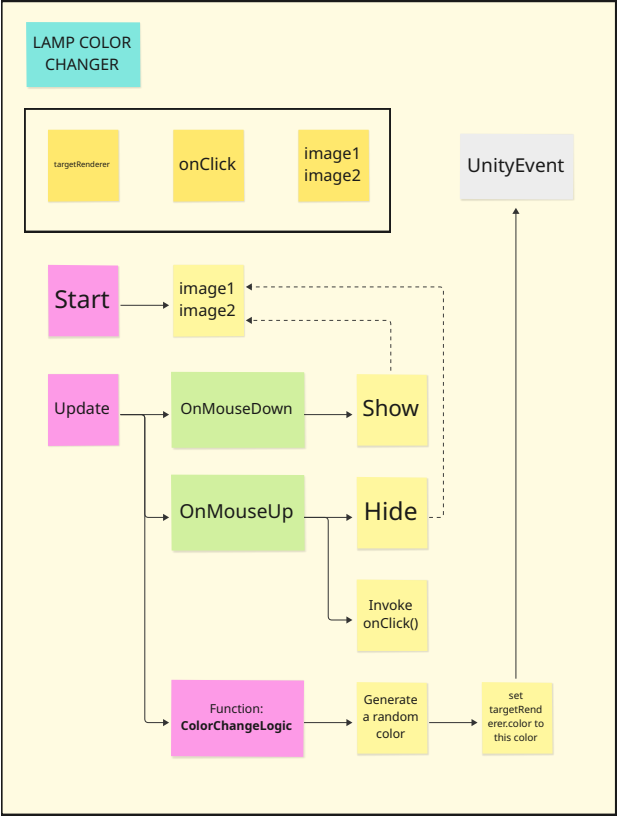 LAMP COLOR
CHANGER
targetRenderer
onClick
image1
image2
UnityEvent
Start
image1
image2
Update
OnMouseDown
Show
OnMouseUp
Hide
Invoke
onClick()
Function:
ColorChangeLogic
Generate
a random
color
set
targetRend
erer.color to
this color